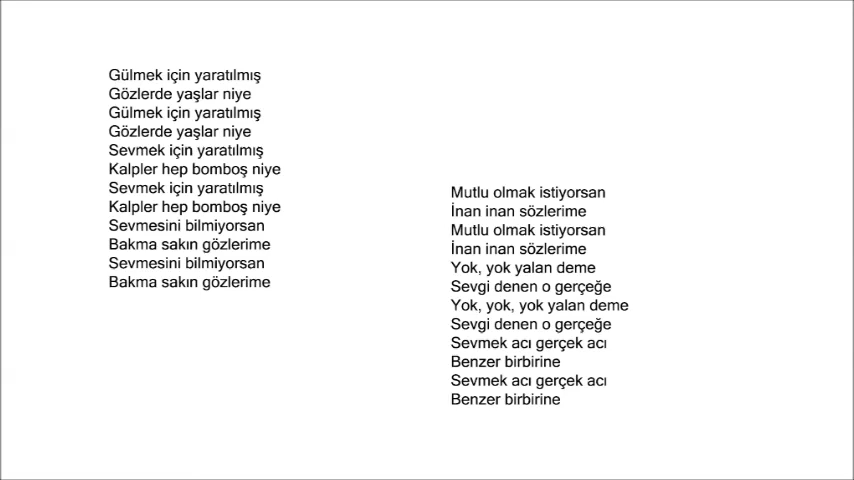 Gülmek için yaratılmış
Gözlerde yaşlar niye
Gülmek için yaratılmış
Gözlerde yaşlar niye
Sevmek için yaratılmış
Kalpler hep bomboş niye
Sevmek için yaratılmış
Kalpler hep bomboş niye
Sevmesini bilmiyorsan
Bakma sakın gözlerime
Sevmesini bilmiyorsan
Bakma sakın gözlerime
Mutlu olmak istiyorsan
İnan inan sözlerime
Mutlu olmak istiyorsan
İnan inan sözlerime
Yok, yok yalan deme
Sevgi denen o gerçeğe
Yok, yok, yok yalan deme
Sevgi denen o gerçeğe
Sevmek acı gerçek acı
Benzer birbirine
Sevmek acı gerçek acı
Benzer birbirine